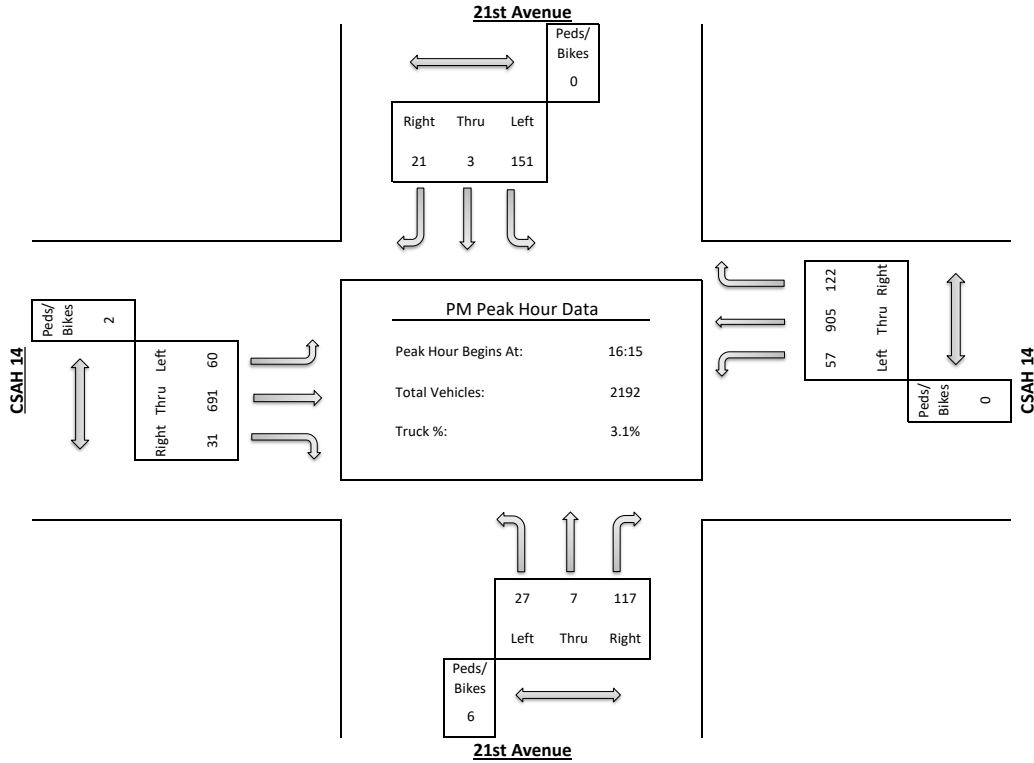 21st Avenue
Peds/
Bikes
0
Right Thru Left
21 3 151
Peds/
Bikes
2
CSAH 14
Left 60
Thru 691
Right 31
PM Peak Hour Data
Peak Hour Begins At: 16:15
Total Vehicles: 2192
Truck %: 3.1%
122 Right
905 Thru
57 Left
Peds/
Bikes
0
CSAH 14
27 7 117
Left Thru Right
Peds/
Bikes
6
21st Avenue